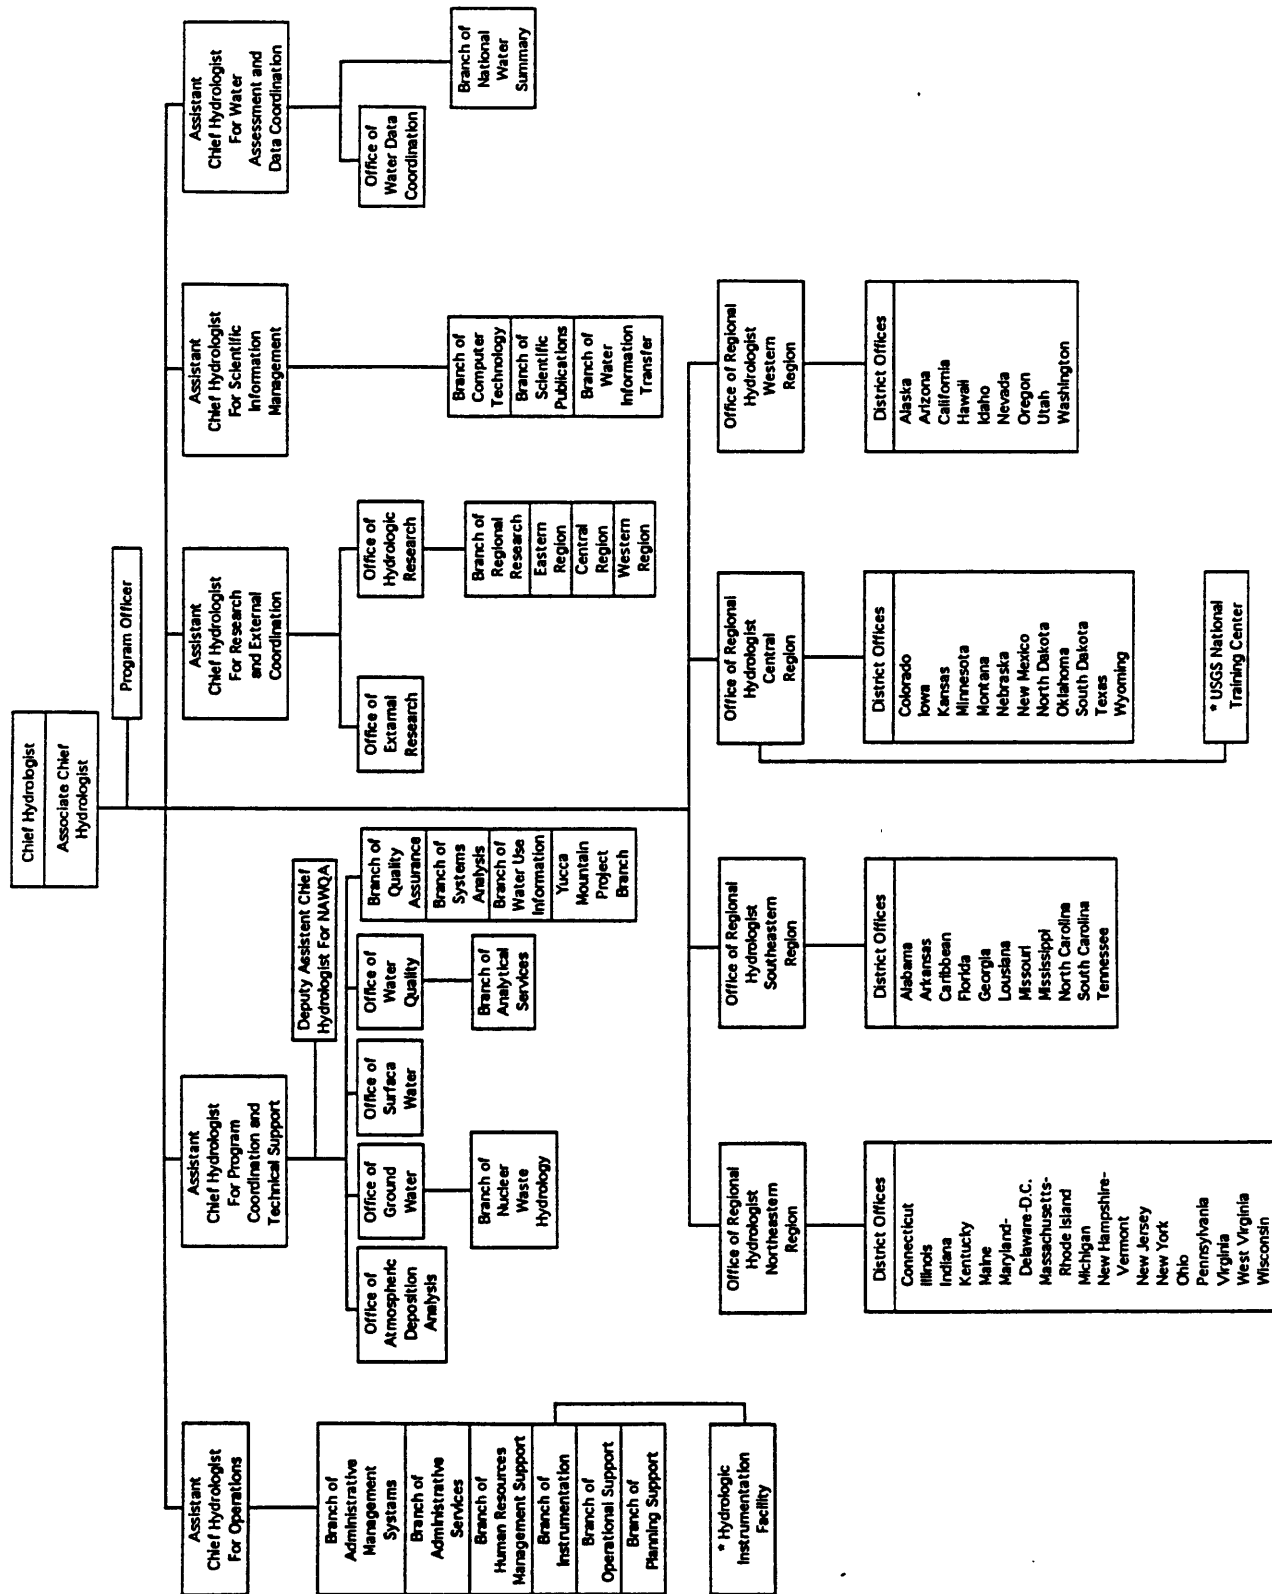 Chief Hydrologist
Associate Chief
Hydrologist
Program Officer
Assistant
Chief Hydrologist
For Operations
Branch of
Administrative
Management
Systams
Branch of
Administrative
Services
Branch of
Human Resources
Management Support
Branch of
Instrumentation
Branch of
Operational Support
Branch of
Planning Support
* Hydrologic
Instrumentation
Facility
Assistant
Chief Hydrologist
For Program
Coordination and
Technical Support
Deputy Assistent Chief
Hydrologist For NAWQA
Office of
Atmospheric
Deposition
Analysis
Office of
Ground
Water
Branch of
Nucleer
Waste
Hydrology
Office of
Surfaca
Water
Office of
Water
Quality
Branch of
Analytical
Services
Branch of
Quality
Assurance
Branch of
Systems
Analysis
Branch of
Water Use
Information
Yucca
Mountain
Project
Branch
Assistant
Chief Hydrologist
For Research
and External
Coordination
Office of
Extarnal
Research
Office of
Hydrologic
Research
Branch of
Regional
Research
Eastern
Region
Central
Region
Western
Region
Assistant
Chief Hydrologist
For Scientific
Information
Management
Branch of
Computer
Technology
Branch of
Scientific
Publications
Branch of
Water
Information
Transfer
Assistant
Chief Hydrologist
For Water
Assessment and
Data Coordination
Office of
Water Data
Coordination
Branch of
National
Water
Summary
Office of Regional
Hydrologist
Northeastern
Region
District Offices
Connecticut
Illinois
Indiana
Kentucky
Maine
Maryland-
Delaware-D.C.
Massachusetts-
Rhode Island
Michigan
New Hampshire-
Vermont
New Jersey
New York
Ohio
Pennsylvania
Virginia
West Virginia
Wisconsin
Office of Regional
Hydrologist
Southeastern
Region
District Offices
Alabama
Arkansas
Caribbean
Florida
Georgia
Lousiana
Missouri
Mississippi
North Carolina
South Carolina
Tennessee
Office of Regional
Hydrologist
Central
Region
District Offices
Colorado
Iowa
Kansas
Minnesota
Montana
Nebraska
New Mexico
North Dakota
Oklahoma
South Dakota
Texas
Wyoming
* USGS National
Training Center
Office of Regional
Hydrologist
Western
Region
District Offices
Alaska
Arizona
California
Hawaii
Idaho
Nevada
Oregon
Utah
Washington